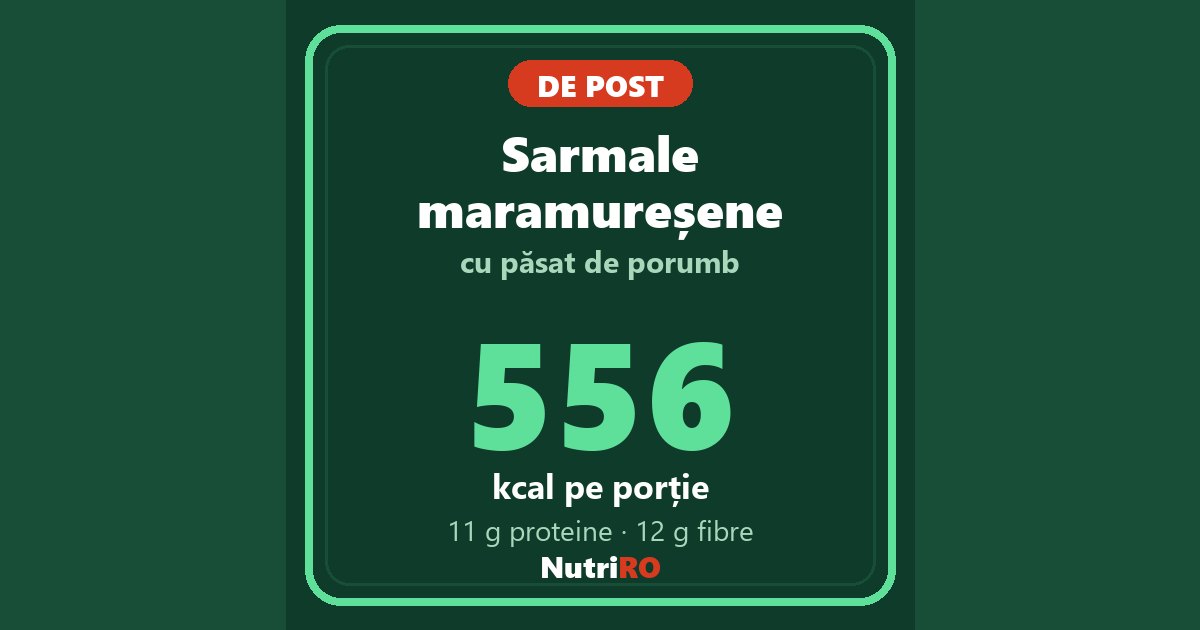 DE POST
Sarmale
maramureșene
cu păsat de porumb
556
kcal pe porție
11 g proteine · 12 g fibre
NutriRO